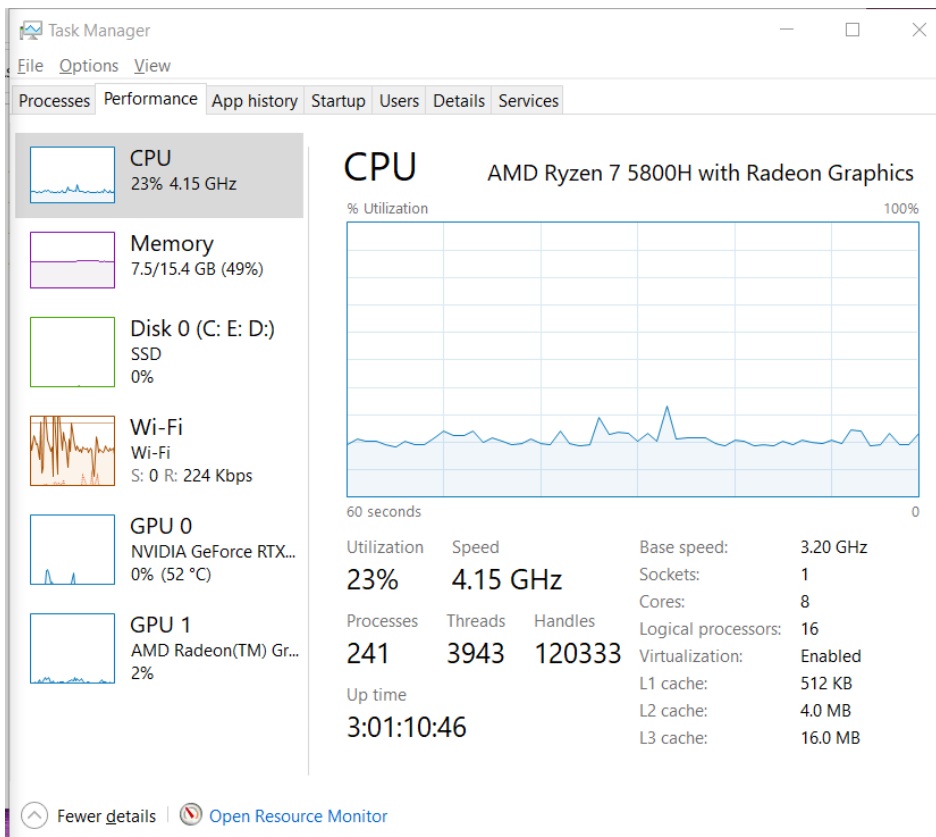 Task Manager
File Options View
Processes Performance App history Startup Users Details Services
CPU
23% 4.15 GHz
Memory
7.5/15.4 GB (49%)
Disk 0 (C: E: D:)
SSD
0%
Wi-Fi
Wi-Fi
S: 0 R: 224 Kbps
GPU 0
NVIDIA GeForce RTX...
0% (52 °C)
GPU 1
AMD Radeon(TM) Gr...
2%
CPU AMD Ryzen 7 5800H with Radeon Graphics
% Utilization 100%
60 seconds 0
Utilization Speed
23% 4.15 GHz
Processes Threads Handles
241 3943 120333
Up time
3:01:10:46
Base speed: 3.20 GHz
Sockets: 1
Cores: 8
Logical processors: 16
Virtualization: Enabled
L1 cache: 512 KB
L2 cache: 4.0 MB
L3 cache: 16.0 MB
Fewer details Open Resource Monitor